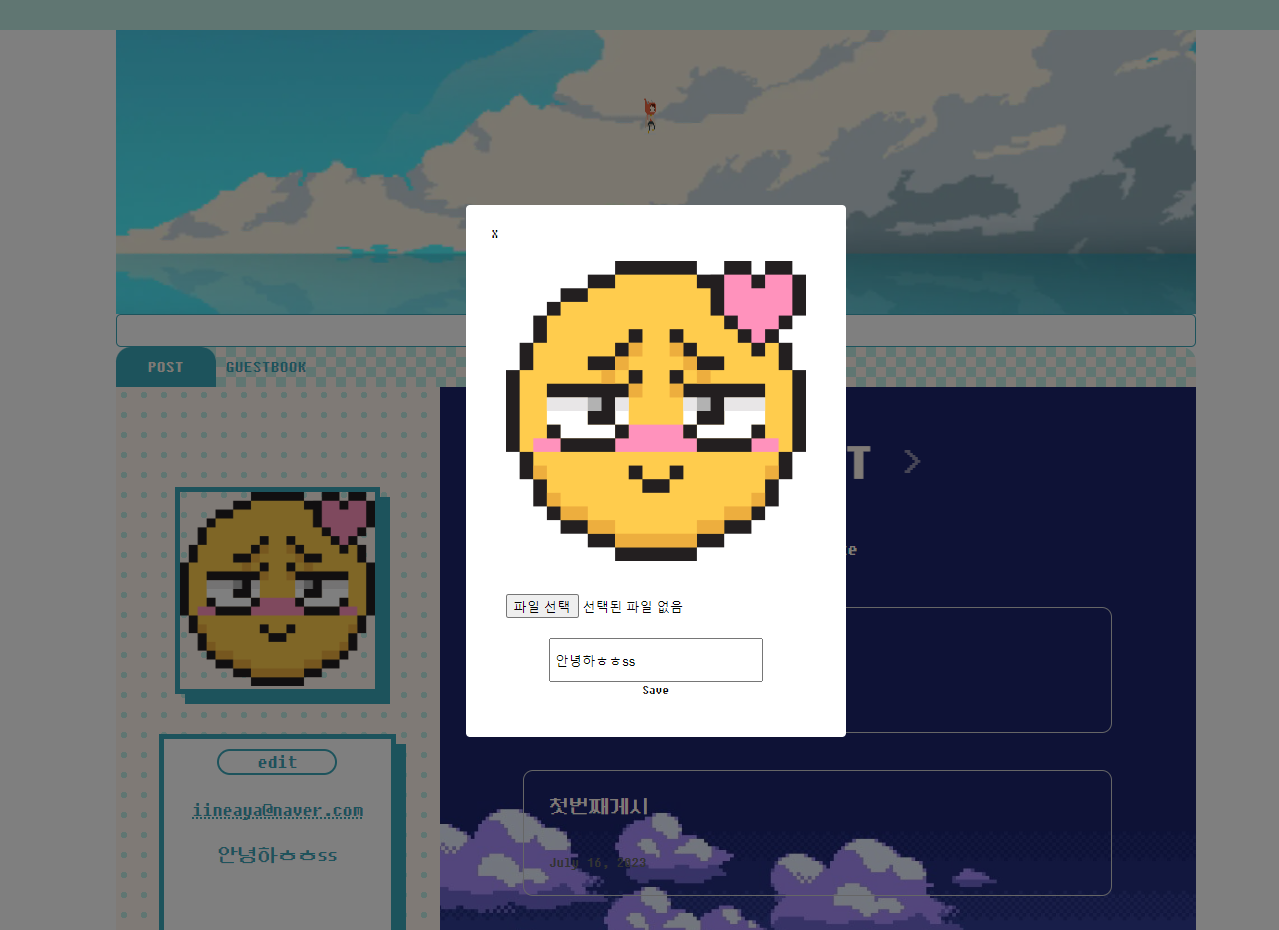 x
POST
GUESTBOOK
T >
e
파일 선택 선택된 파일 없음
안녕하ㅎㅎss
Save
edit
iineaya@naver.com
안녕하ㅎㅎss
첫번째게시
July 16, 2023